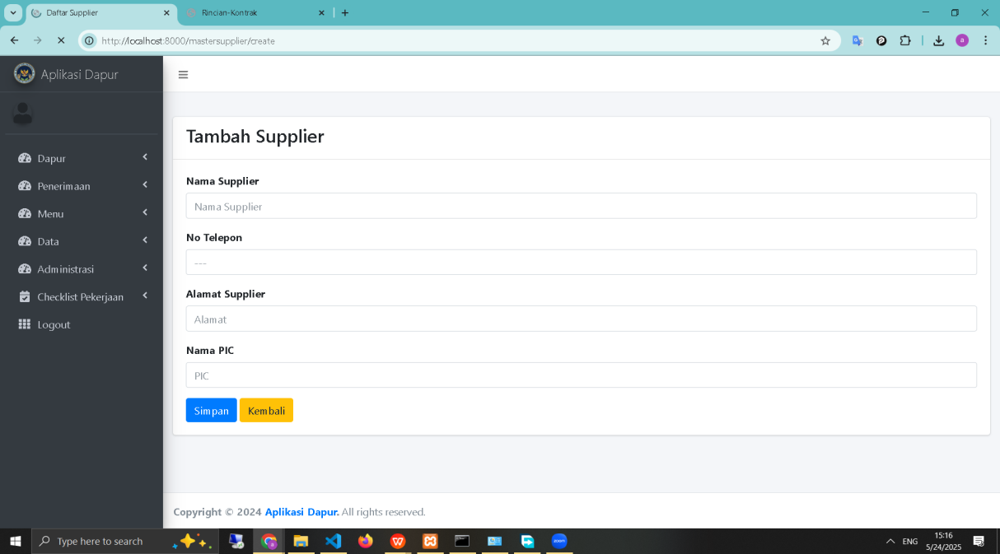 Daftar Supplier
Rincian-Kontrak
http://localhost:8000/mastersupplier/create
a
Aplikasi Dapur
Dapur
Penerimaan
Menu
Data
Administrasi
Checklist Pekerjaan
Logout
Tambah Supplier
Nama Supplier
Nama Supplier
No Telepon
---
Alamat Supplier
Alamat
Nama PIC
PIC
Simpan Kembali
Copyright © 2024 Aplikasi Dapur. All rights reserved.
Type here to search
zoom
ENG
15:16
5/24/2025